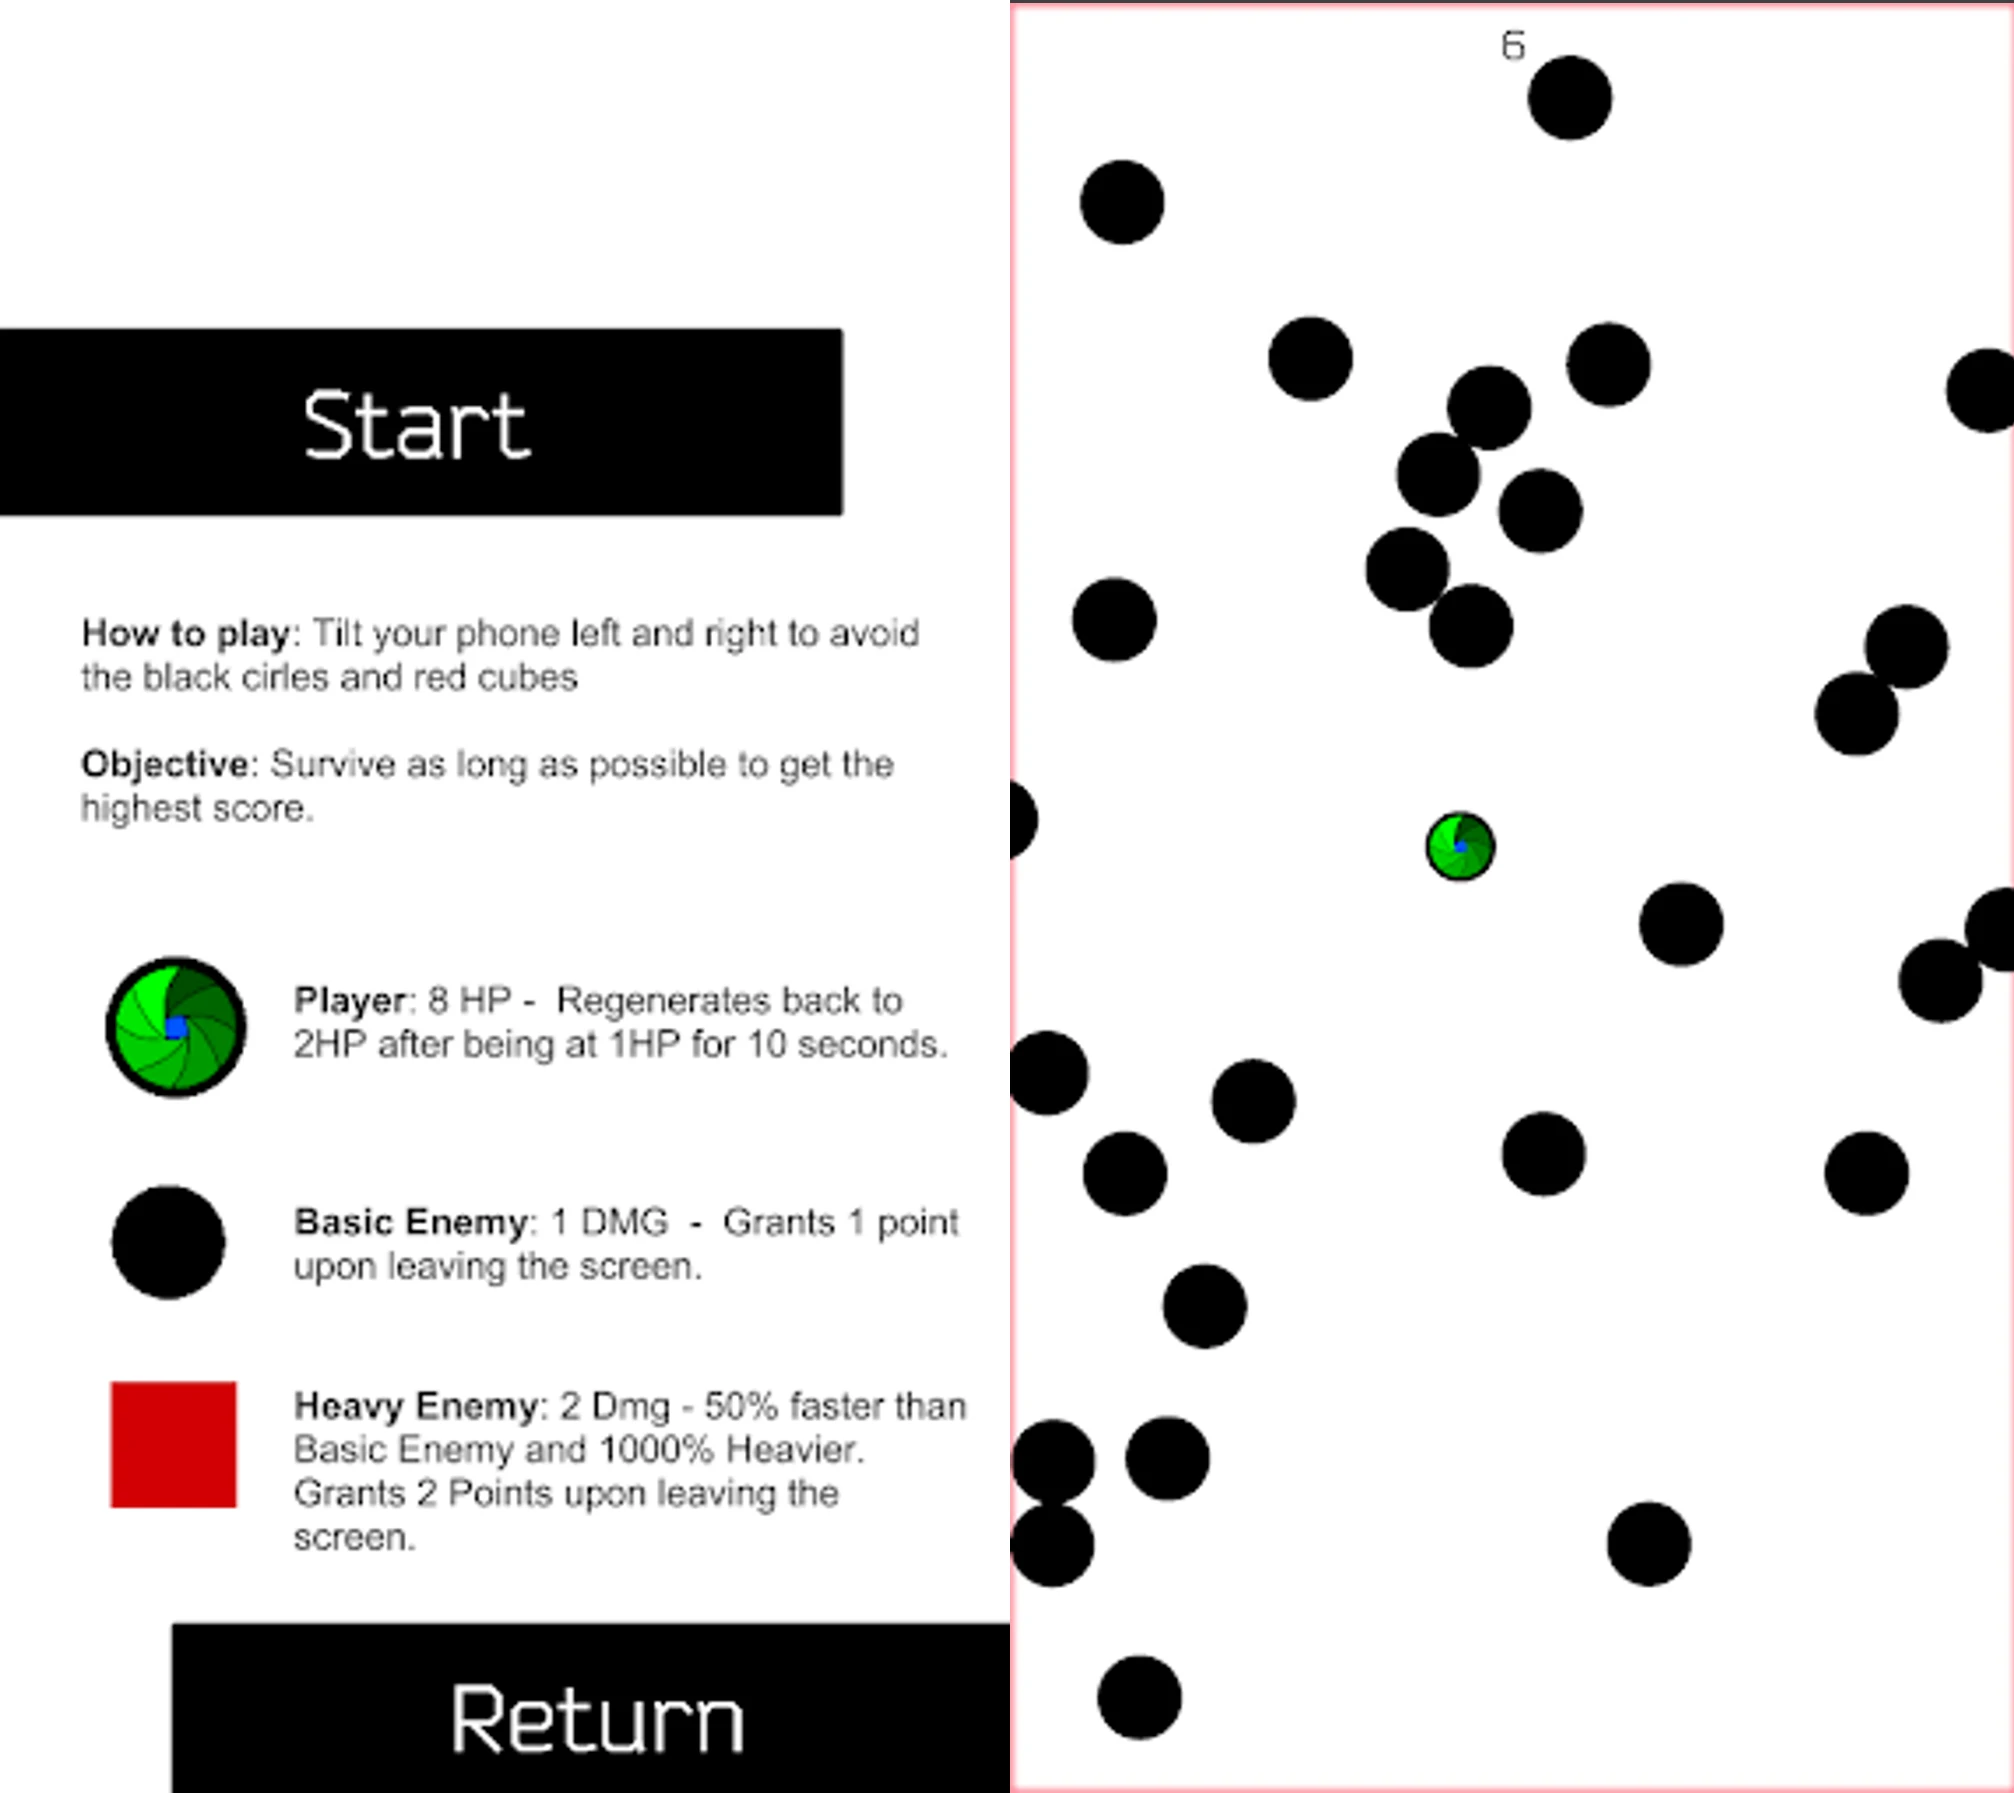 Start
How to play: Tilt your phone left and right to avoid
the black cirles and red cubes
Objective: Survive as long as possible to get the
highest score.
Player: 8 HP -  Regenerates back to
2HP after being at 1HP for 10 seconds.
Basic Enemy: 1 DMG  -  Grants 1 point
upon leaving the screen.
Heavy Enemy: 2 Dmg - 50% faster than
Basic Enemy and 1000% Heavier.
Grants 2 Points upon leaving the
screen.
Return
6